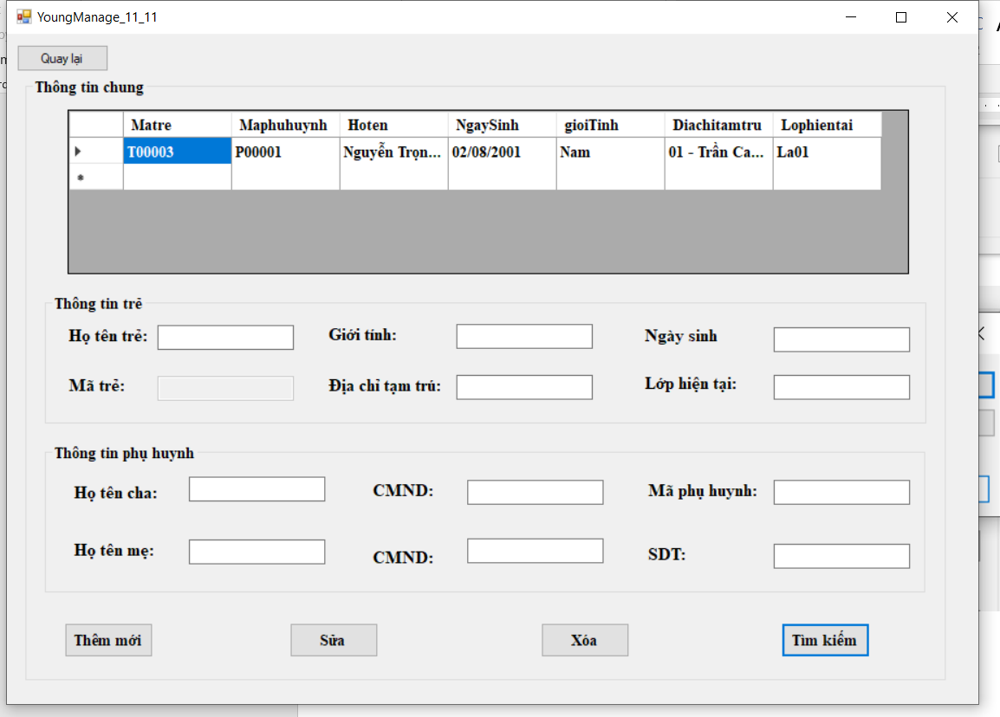 YoungManage_11_11
Quay lại
Thông tin chung
Matre Maphuhuynh Hoten NgaySinh gioiTinh Diachitamtru Lophientai
T00003 P00001 Nguyễn Trọn... 02/08/2001 Nam 01 - Trần Ca... La01
Thông tin trẻ
Họ tên trẻ: Giới tính: Ngày sinh
Mã trẻ: Địa chỉ tạm trú: Lớp hiện tại:
Thông tin phụ huynh
Họ tên cha: CMND: Mã phụ huynh:
Họ tên mẹ: CMND: SDT:
Thêm mới Sửa Xóa Tìm kiếm